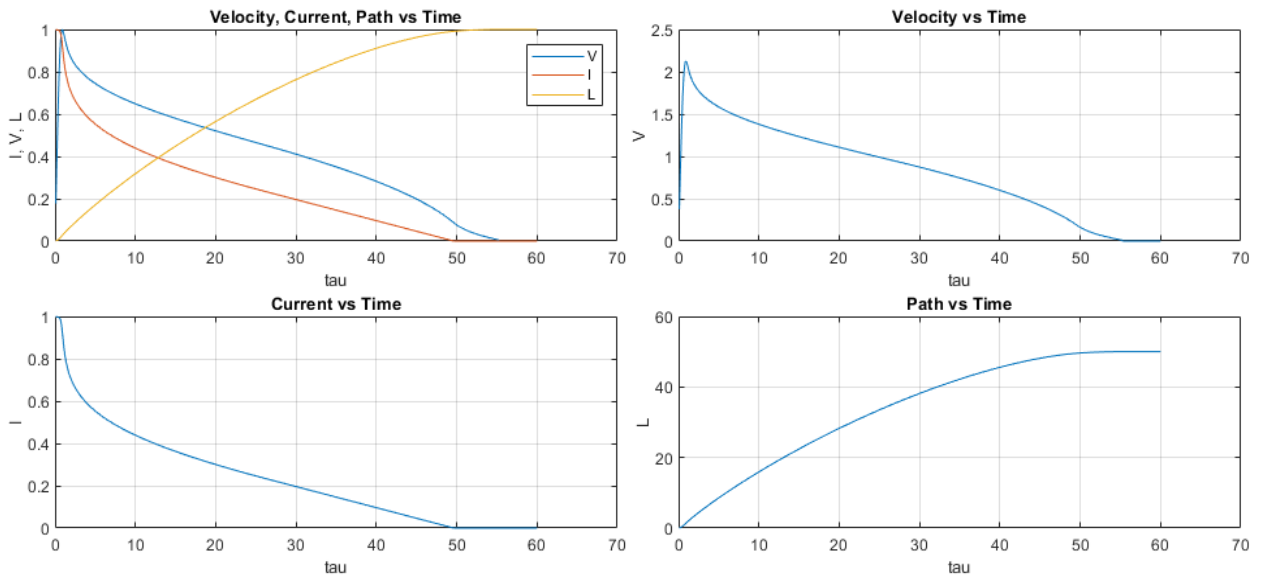 Velocity, Current, Path vs Time
1
0.8
0.6
0.4
0.2
0
I, V, L
V
I
L
0 10 20 30 40 50 60 70
tau
Velocity vs Time
2.5
2
1.5
1
0.5
0
V
0 10 20 30 40 50 60 70
tau
Current vs Time
1
0.8
0.6
0.4
0.2
0
I
0 10 20 30 40 50 60 70
tau
Path vs Time
60
40
20
0
L
0 10 20 30 40 50 60 70
tau